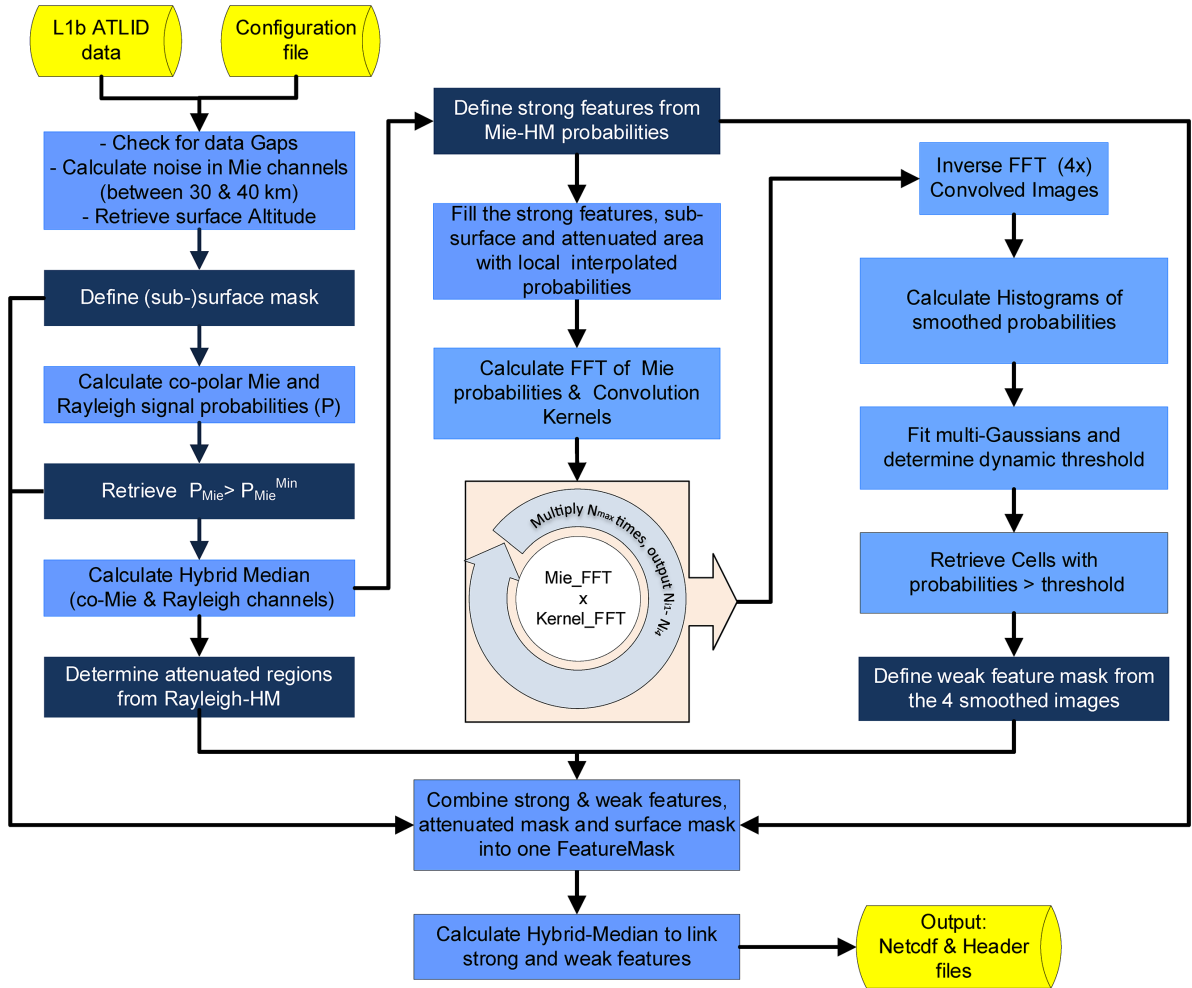 L1b ATLID
data
Configuration
file
- Check for data Gaps
- Calculate noise in Mie channels
(between 30 & 40 km)
- Retrieve surface Altitude
Define (sub-)surface mask
Calculate co-polar Mie and
Rayleigh signal probabilities (P)
Retrieve P_Mie > P_Mie^Min
Calculate Hybrid Median
(co-Mie & Rayleigh channels)
Determine attenuated regions
from Rayleigh-HM
Define strong features from
Mie-HM probabilities
Fill the strong features, sub-
surface and attenuated area
with local interpolated
probabilities
Calculate FFT of Mie
probabilities & Convolution
Kernels
Multiply N_max times, output N_i1- N_i4
Mie_FFT
x
Kernel_FFT
Inverse FFT (4x)
Convolved Images
Calculate Histograms of
smoothed probabilities
Fit multi-Gaussians and
determine dynamic threshold
Retrieve Cells with
probabilities > threshold
Define weak feature mask from
the 4 smoothed images
Combine strong & weak features,
attenuated mask and surface mask
into one FeatureMask
Calculate Hybrid-Median to link
strong and weak features
Output:
Netcdf & Header
files